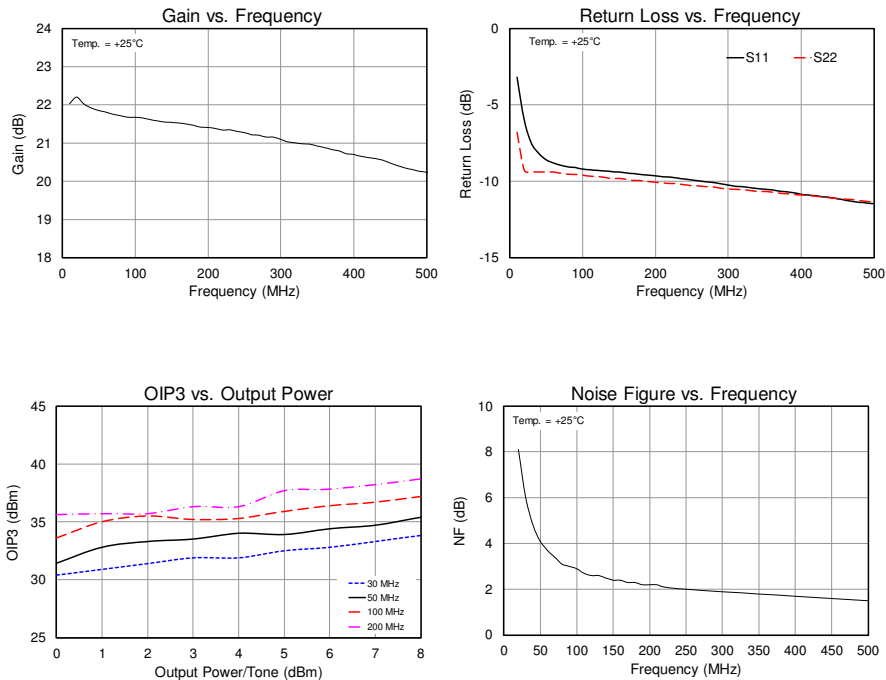 Gain vs. Frequency
24
23
22
21
20
19
18
Temp. = +25°C
Gain (dB)
0 100 200 300 400 500
Frequency (MHz)
Return Loss vs. Frequency
0
-5
-10
-15
Temp. = +25°C
S11 S22
Return Loss (dB)
0 100 200 300 400 500
Frequency (MHz)
OIP3 vs. Output Power
45
40
35
30
25
OIP3 (dBm)
30 MHz
50 MHz
100 MHz
200 MHz
0 1 2 3 4 5 6 7 8
Output Power/Tone (dBm)
Noise Figure vs. Frequency
10
8
6
4
2
0
Temp. = +25°C
NF (dB)
0 50 100 150 200 250 300 350 400 450 500
Frequency (MHz)